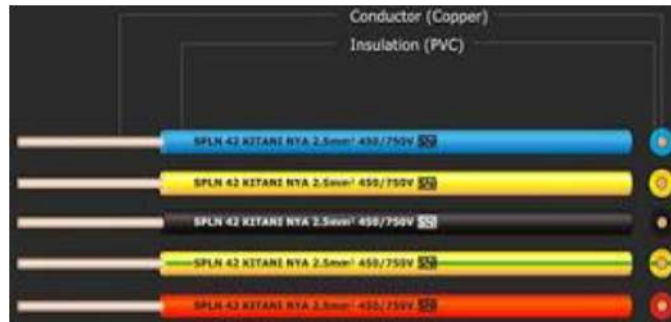 Conductor (Copper)
Insulation (PVC)
SPLN 42 KITANI NYA 2.5mm² 450/750V
SPLN 42 KITANI NYA 2.5mm² 450/750V
SPLN 42 KITANI NYA 2.5mm² 450/750V
SPLN 42 KITANI NYA 2.5mm² 450/750V
SPLN 42 KITANI NYA 2.5mm² 450/750V